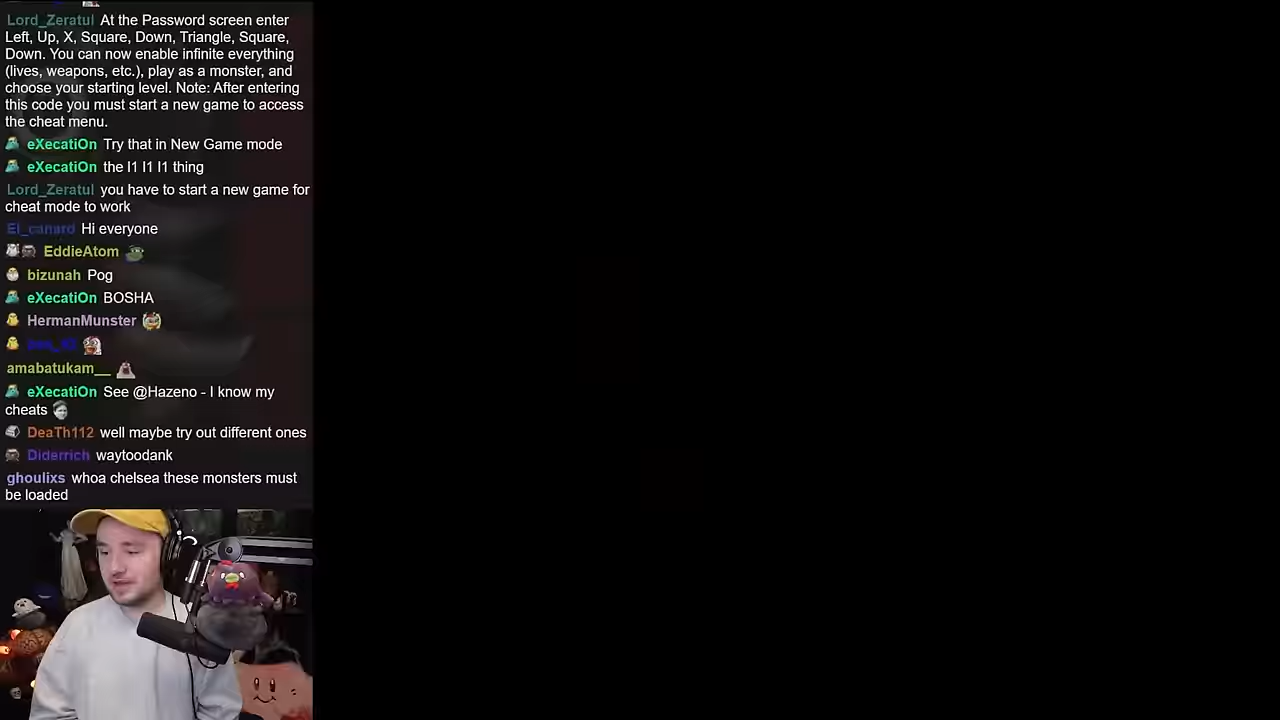 Lord_Zeratul At the Password screen enter
Left, Up, X, Square, Down, Triangle, Square,
Down. You can now enable infinite everything
(lives, weapons, etc.), play as a monster, and
choose your starting level. Note: After entering
this code you must start a new game to access
the cheat menu.
eXecatiOn Try that in New Game mode
eXecatiOn the l1 l1 l1 thing
Lord_Zeratul you have to start a new game for
cheat mode to work
El_canard Hi everyone
EddieAtom
bizunah Pog
eXecatiOn BOSHA
HermanMunster
amabatukam__
eXecatiOn See @Hazeno - I know my
cheats
DeaTh112 well maybe try out different ones
Diderrich waytoodank
ghoulixs whoa chelsea these monsters must
be loaded